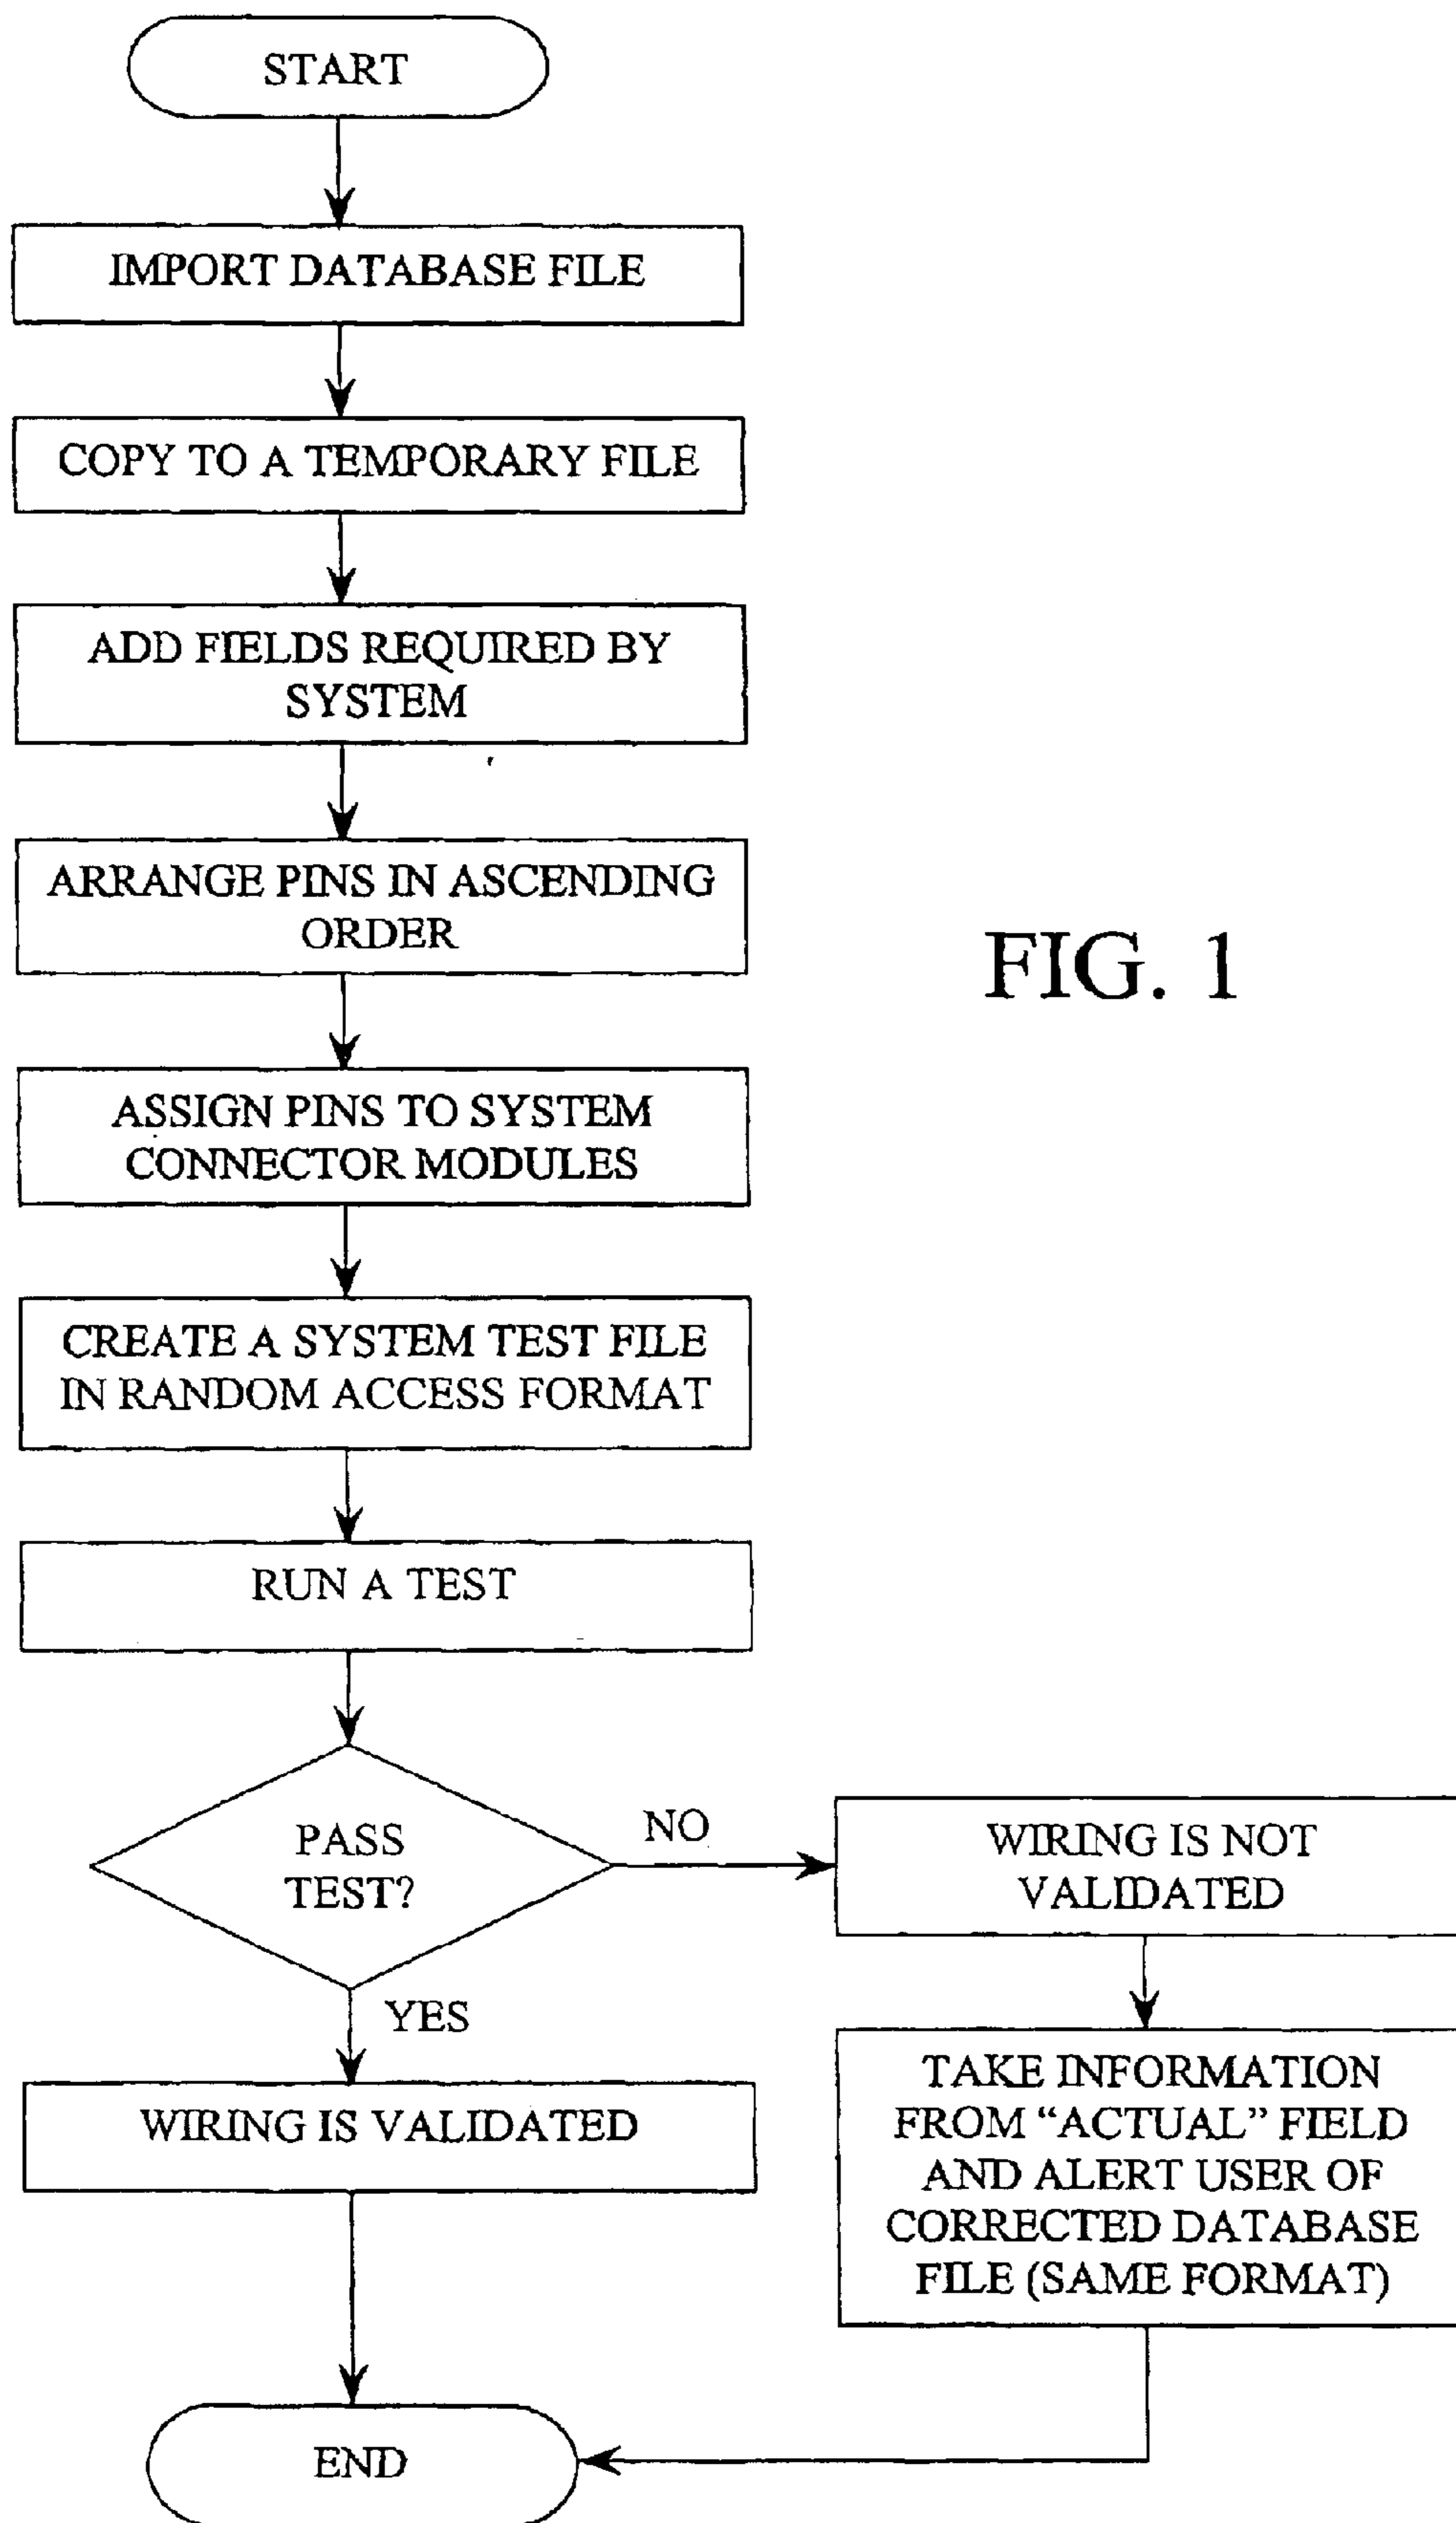 START
IMPORT DATABASE FILE
COPY TO A TEMPORARY FILE
ADD FIELDS REQUIRED BY
SYSTEM
ARRANGE PINS IN ASCENDING
ORDER
FIG. 1
ASSIGN PINS TO SYSTEM
CONNECTOR MODULES
CREATE A SYSTEM TEST FILE
IN RANDOM ACCESS FORMAT
RUN A TEST
PASS
TEST?
NO
WIRING IS NOT
VALIDATED
YES
WIRING IS VALIDATED
TAKE INFORMATION
FROM “ACTUAL” FIELD
AND ALERT USER OF
CORRECTED DATABASE
FILE (SAME FORMAT)
END